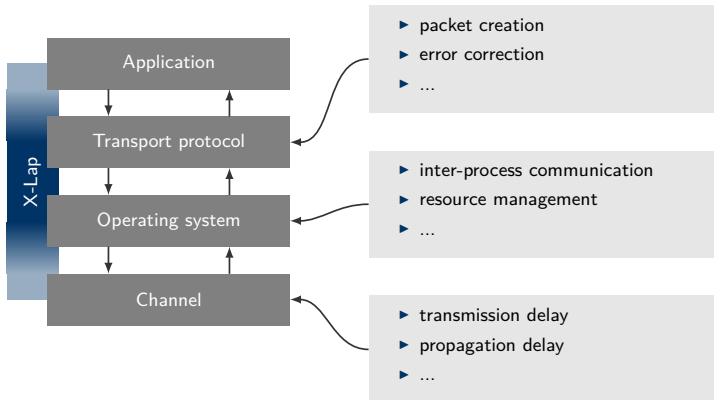 X-Lap
Application
Transport protocol
Operating system
Channel
► packet creation
► error correction
► ...
► inter-process communication
► resource management
► ...
► transmission delay
► propagation delay
► ...